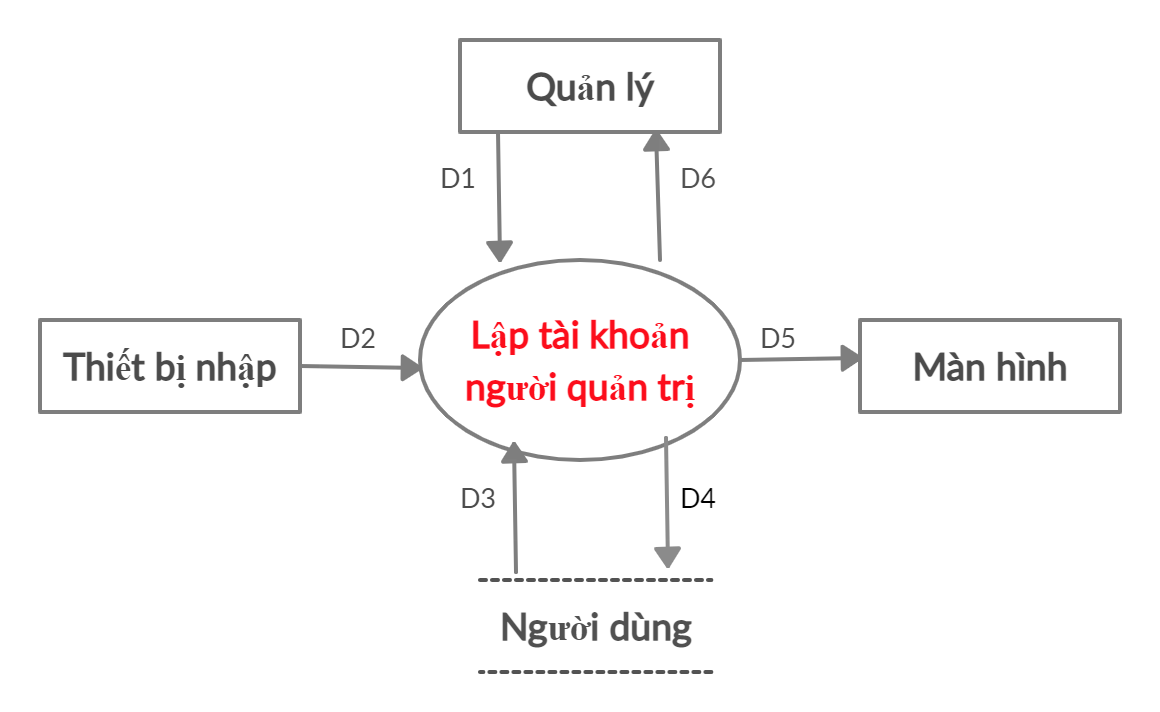 Quản lý
D1
D6
Thiết bị nhập
D2
Lập tài khoản
người quản trị
D5
Màn hình
D3
D4
Người dùng